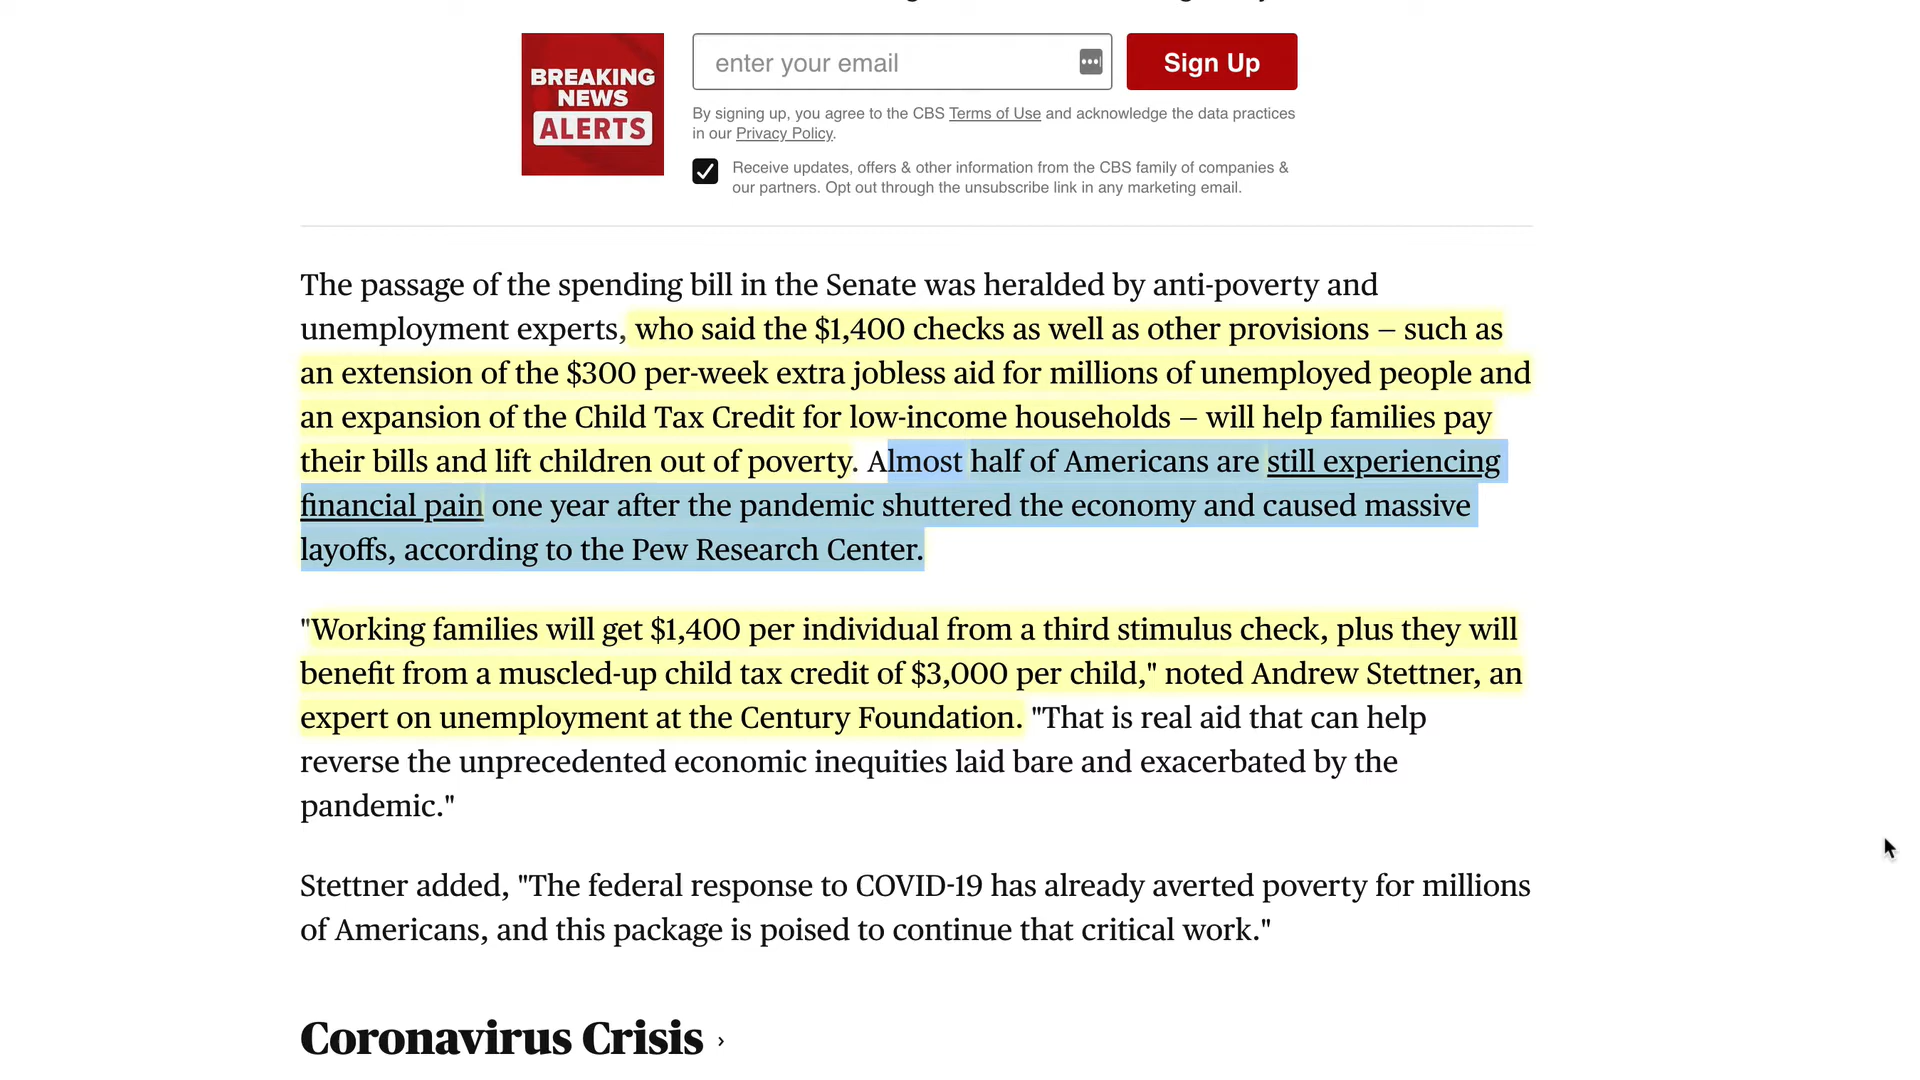 BREAKING
NEWS
ALERTS
enter your email
Sign Up
By signing up, you agree to the CBS Terms of Use and acknowledge the data practices
in our Privacy Policy.
Receive updates, offers & other information from the CBS family of companies &
our partners. Opt out through the unsubscribe link in any marketing email.
The passage of the spending bill in the Senate was heralded by anti-poverty and
unemployment experts, who said the $1,400 checks as well as other provisions — such as
an extension of the $300 per-week extra jobless aid for millions of unemployed people and
an expansion of the Child Tax Credit for low-income households — will help families pay
their bills and lift children out of poverty. Almost half of Americans are still experiencing
financial pain one year after the pandemic shuttered the economy and caused massive
layoffs, according to the Pew Research Center.
"Working families will get $1,400 per individual from a third stimulus check, plus they will
benefit from a muscled-up child tax credit of $3,000 per child," noted Andrew Stettner, an
expert on unemployment at the Century Foundation. "That is real aid that can help
reverse the unprecedented economic inequities laid bare and exacerbated by the
pandemic."
Stettner added, "The federal response to COVID-19 has already averted poverty for millions
of Americans, and this package is poised to continue that critical work."
Coronavirus Crisis ›